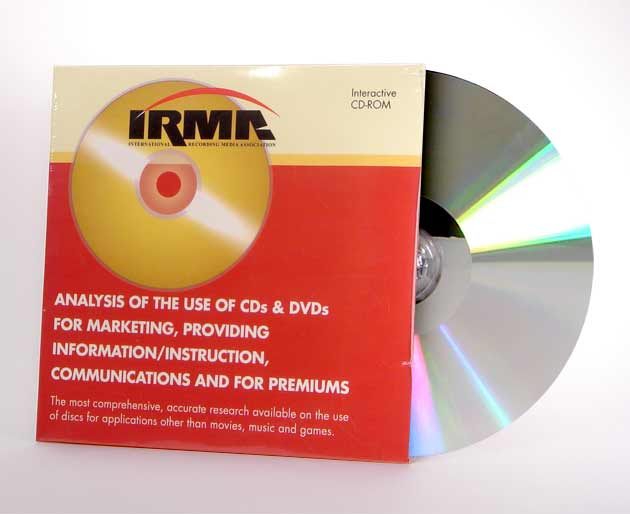 Interactive
CD-ROM
IRMA
INTERNATIONAL RECORDING MEDIA ASSOCIATION
ANALYSIS OF THE USE OF CDs & DVDs
FOR MARKETING, PROVIDING
INFORMATION/INSTRUCTION,
COMMUNICATIONS AND FOR PREMIUMS
The most comprehensive, accurate research available on the use
of discs for applications other than movies, music and games.